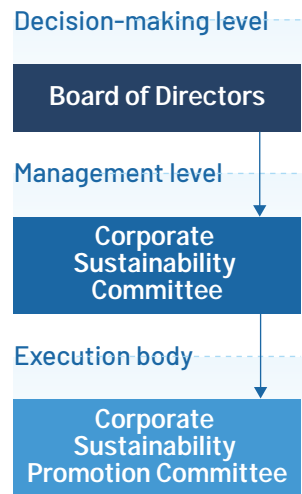 Decision-making level
Board of Directors
Management level
Corporate
Sustainability
Committee
Execution body
Corporate
Sustainability
Promotion Committee